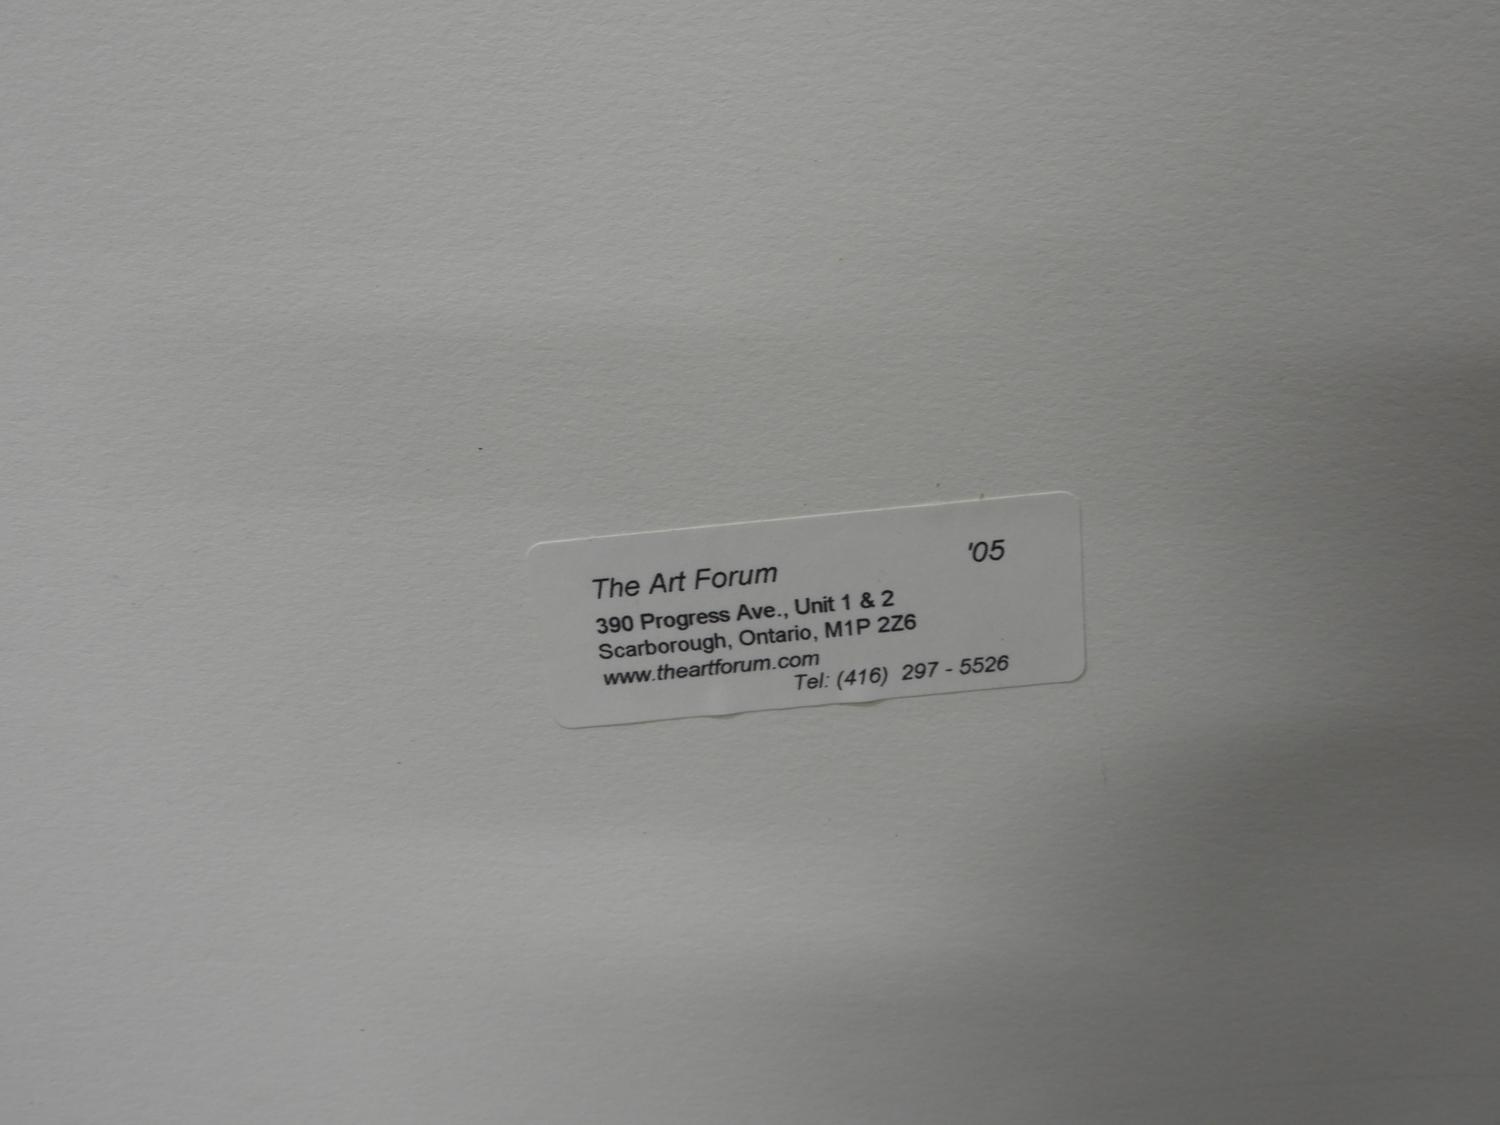 The Art Forum '05
390 Progress Ave., Unit 1 & 2
Scarborough, Ontario, M1P 2Z6
www.theartforum.com
Tel: (416) 297 - 5526